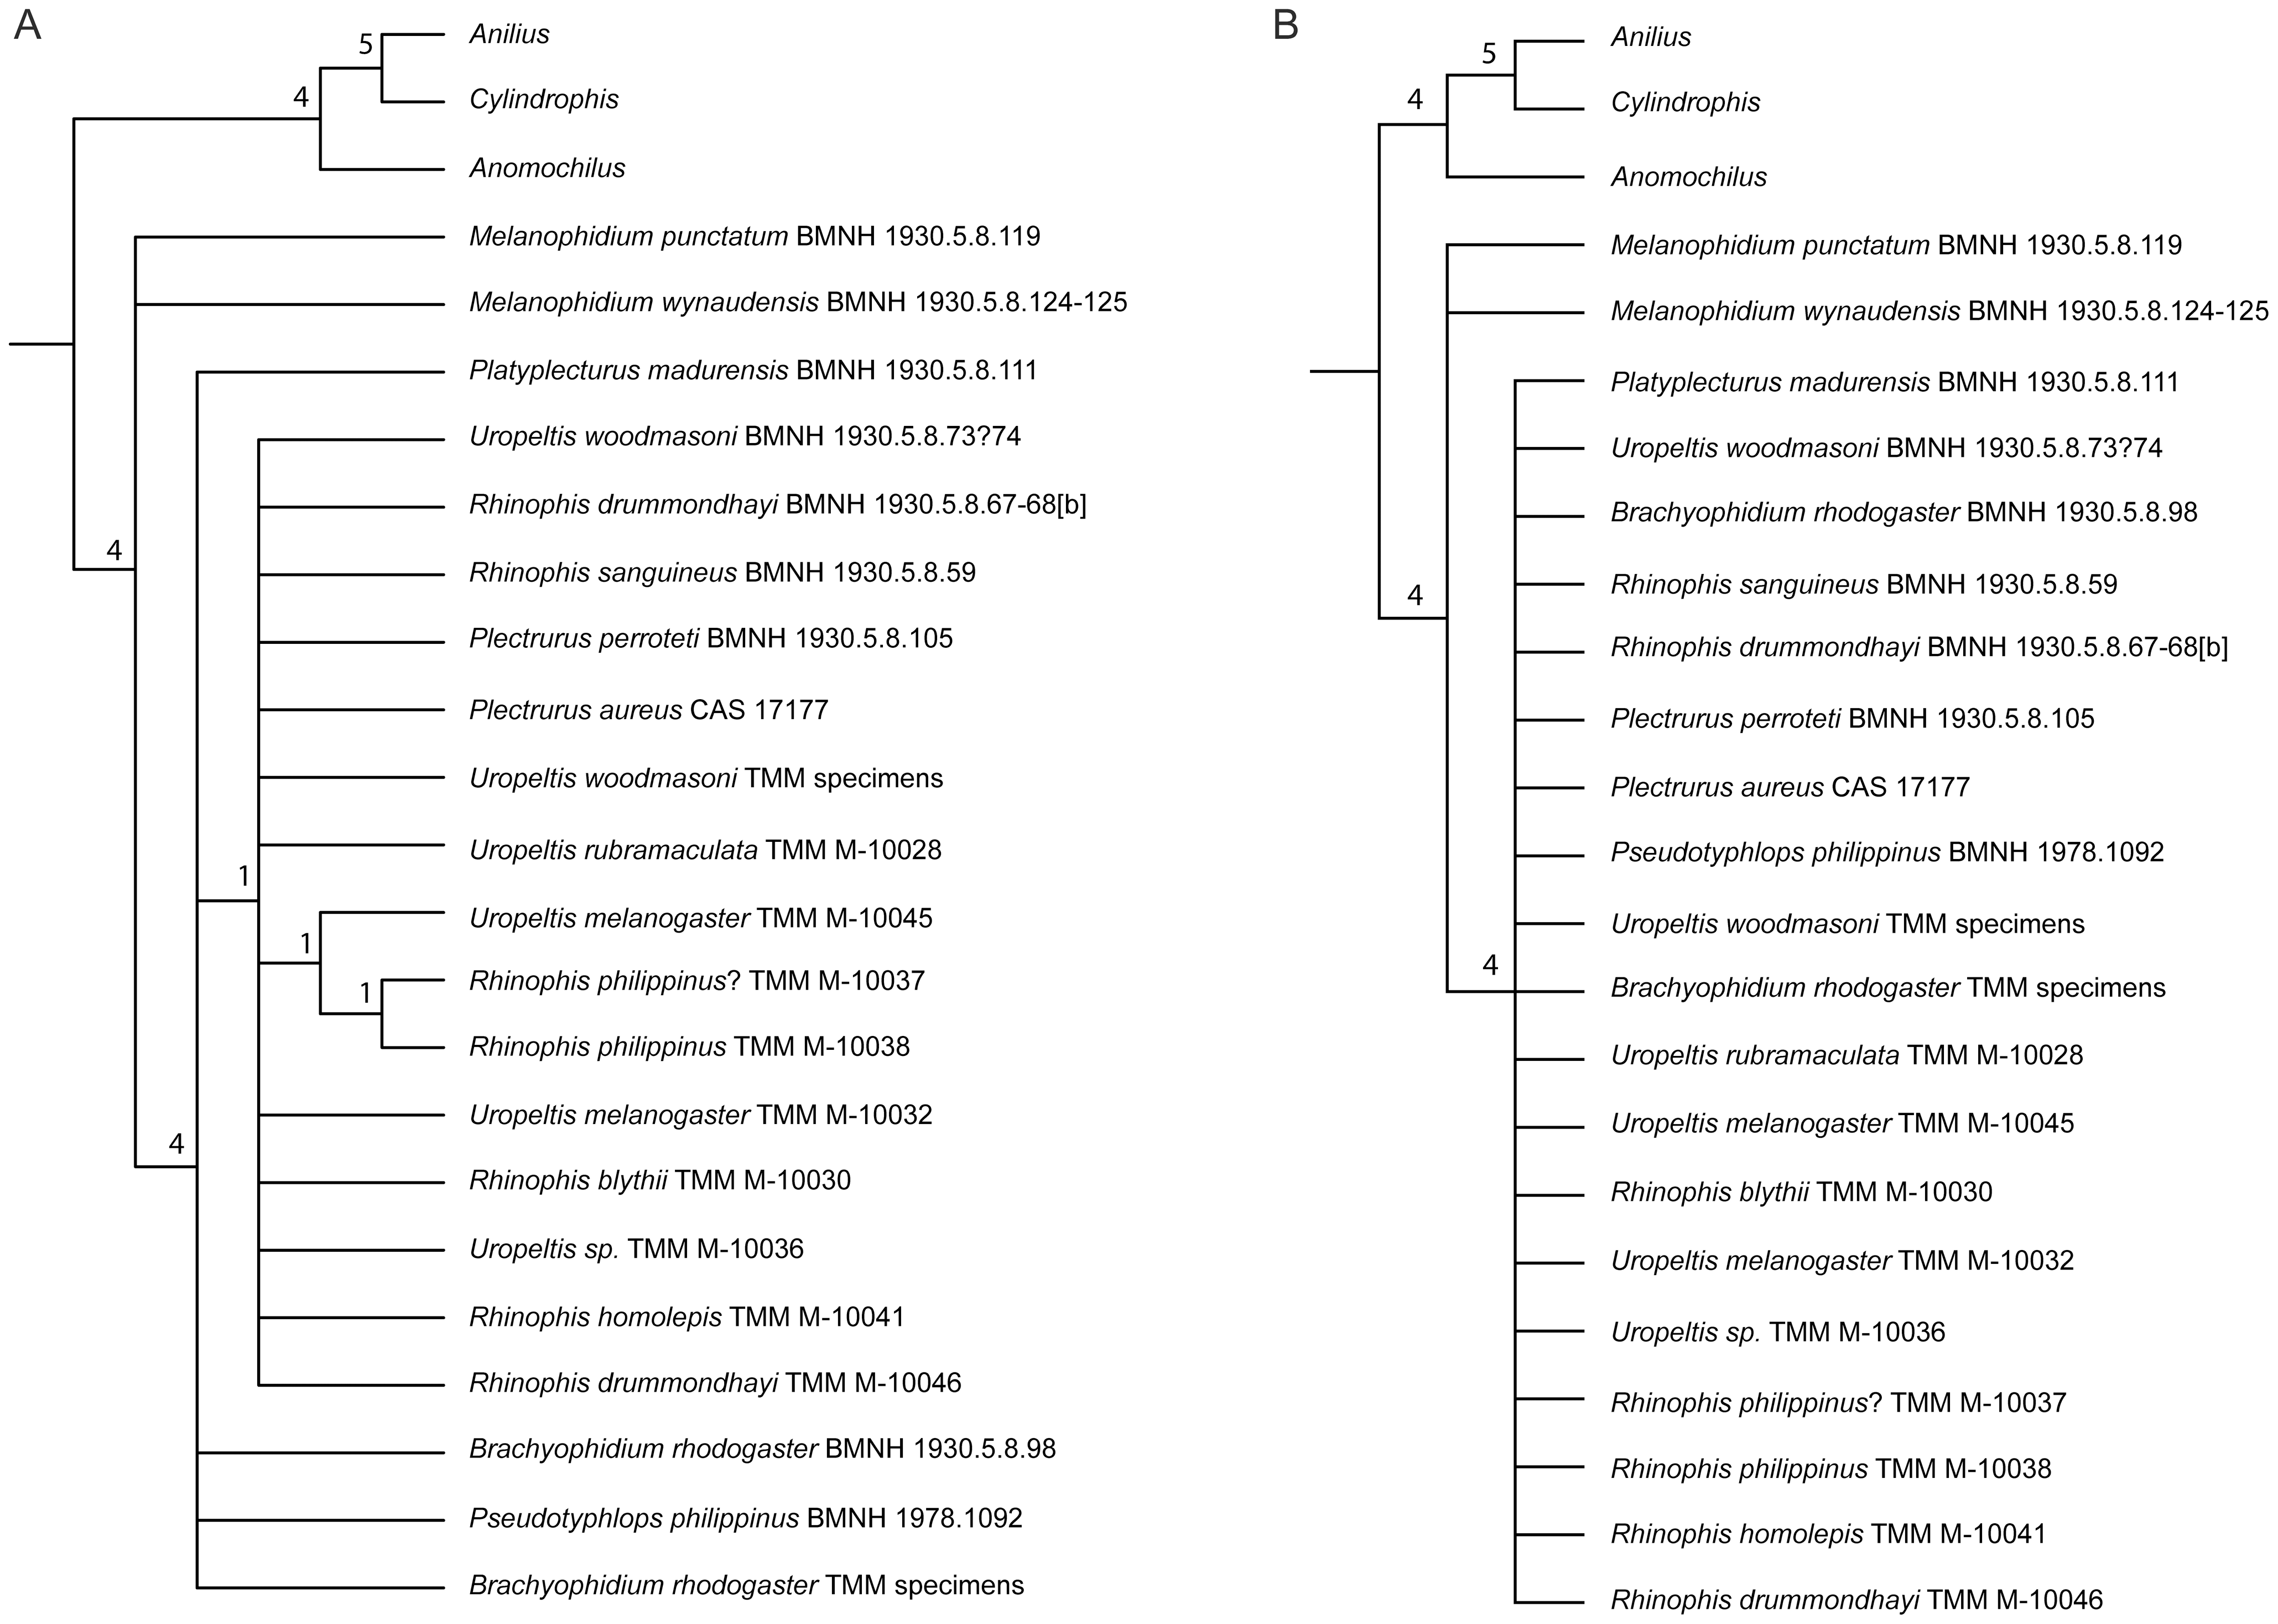 A
5
Anilius
4
Cylindrophis
Anomochilus
Melanophidium punctatum BMNH 1930.5.8.119
Melanophidium wynaudensis BMNH 1930.5.8.124-125
Platyplecturus madurensis BMNH 1930.5.8.111
Uropeltis woodmasoni BMNH 1930.5.8.73?74
Rhinophis drummondhayi BMNH 1930.5.8.67-68[b]
4
Rhinophis sanguineus BMNH 1930.5.8.59
Plectrurus perroteti BMNH 1930.5.8.105
Plectrurus aureus CAS 17177
Uropeltis woodmasoni TMM specimens
Uropeltis rubramaculata TMM M-10028
1
Uropeltis melanogaster TMM M-10045
1
Rhinophis philippinus? TMM M-10037
1
Rhinophis philippinus TMM M-10038
Uropeltis melanogaster TMM M-10032
4
Rhinophis blythii TMM M-10030
Uropeltis sp. TMM M-10036
Rhinophis homolepis TMM M-10041
Rhinophis drummondhayi TMM M-10046
Brachyophidium rhodogaster BMNH 1930.5.8.98
Pseudotyphlops philippinus BMNH 1978.1092
Brachyophidium rhodogaster TMM specimens
B
Anilius
5
4
Cylindrophis
Anomochilus
Melanophidium punctatum BMNH 1930.5.8.119
Melanophidium wynaudensis BMNH 1930.5.8.124-125
Platyplecturus madurensis BMNH 1930.5.8.111
Uropeltis woodmasoni BMNH 1930.5.8.73?74
Brachyophidium rhodogaster BMNH 1930.5.8.98
Rhinophis sanguineus BMNH 1930.5.8.59
4
Rhinophis drummondhayi BMNH 1930.5.8.67-68[b]
Plectrurus perroteti BMNH 1930.5.8.105
Plectrurus aureus CAS 17177
Pseudotyphlops philippinus BMNH 1978.1092
Uropeltis woodmasoni TMM specimens
4
Brachyophidium rhodogaster TMM specimens
Uropeltis rubramaculata TMM M-10028
Uropeltis melanogaster TMM M-10045
Rhinophis blythii TMM M-10030
Uropeltis melanogaster TMM M-10032
Uropeltis sp. TMM M-10036
Rhinophis philippinus? TMM M-10037
Rhinophis philippinus TMM M-10038
Rhinophis homolepis TMM M-10041
Rhinophis drummondhayi TMM M-10046